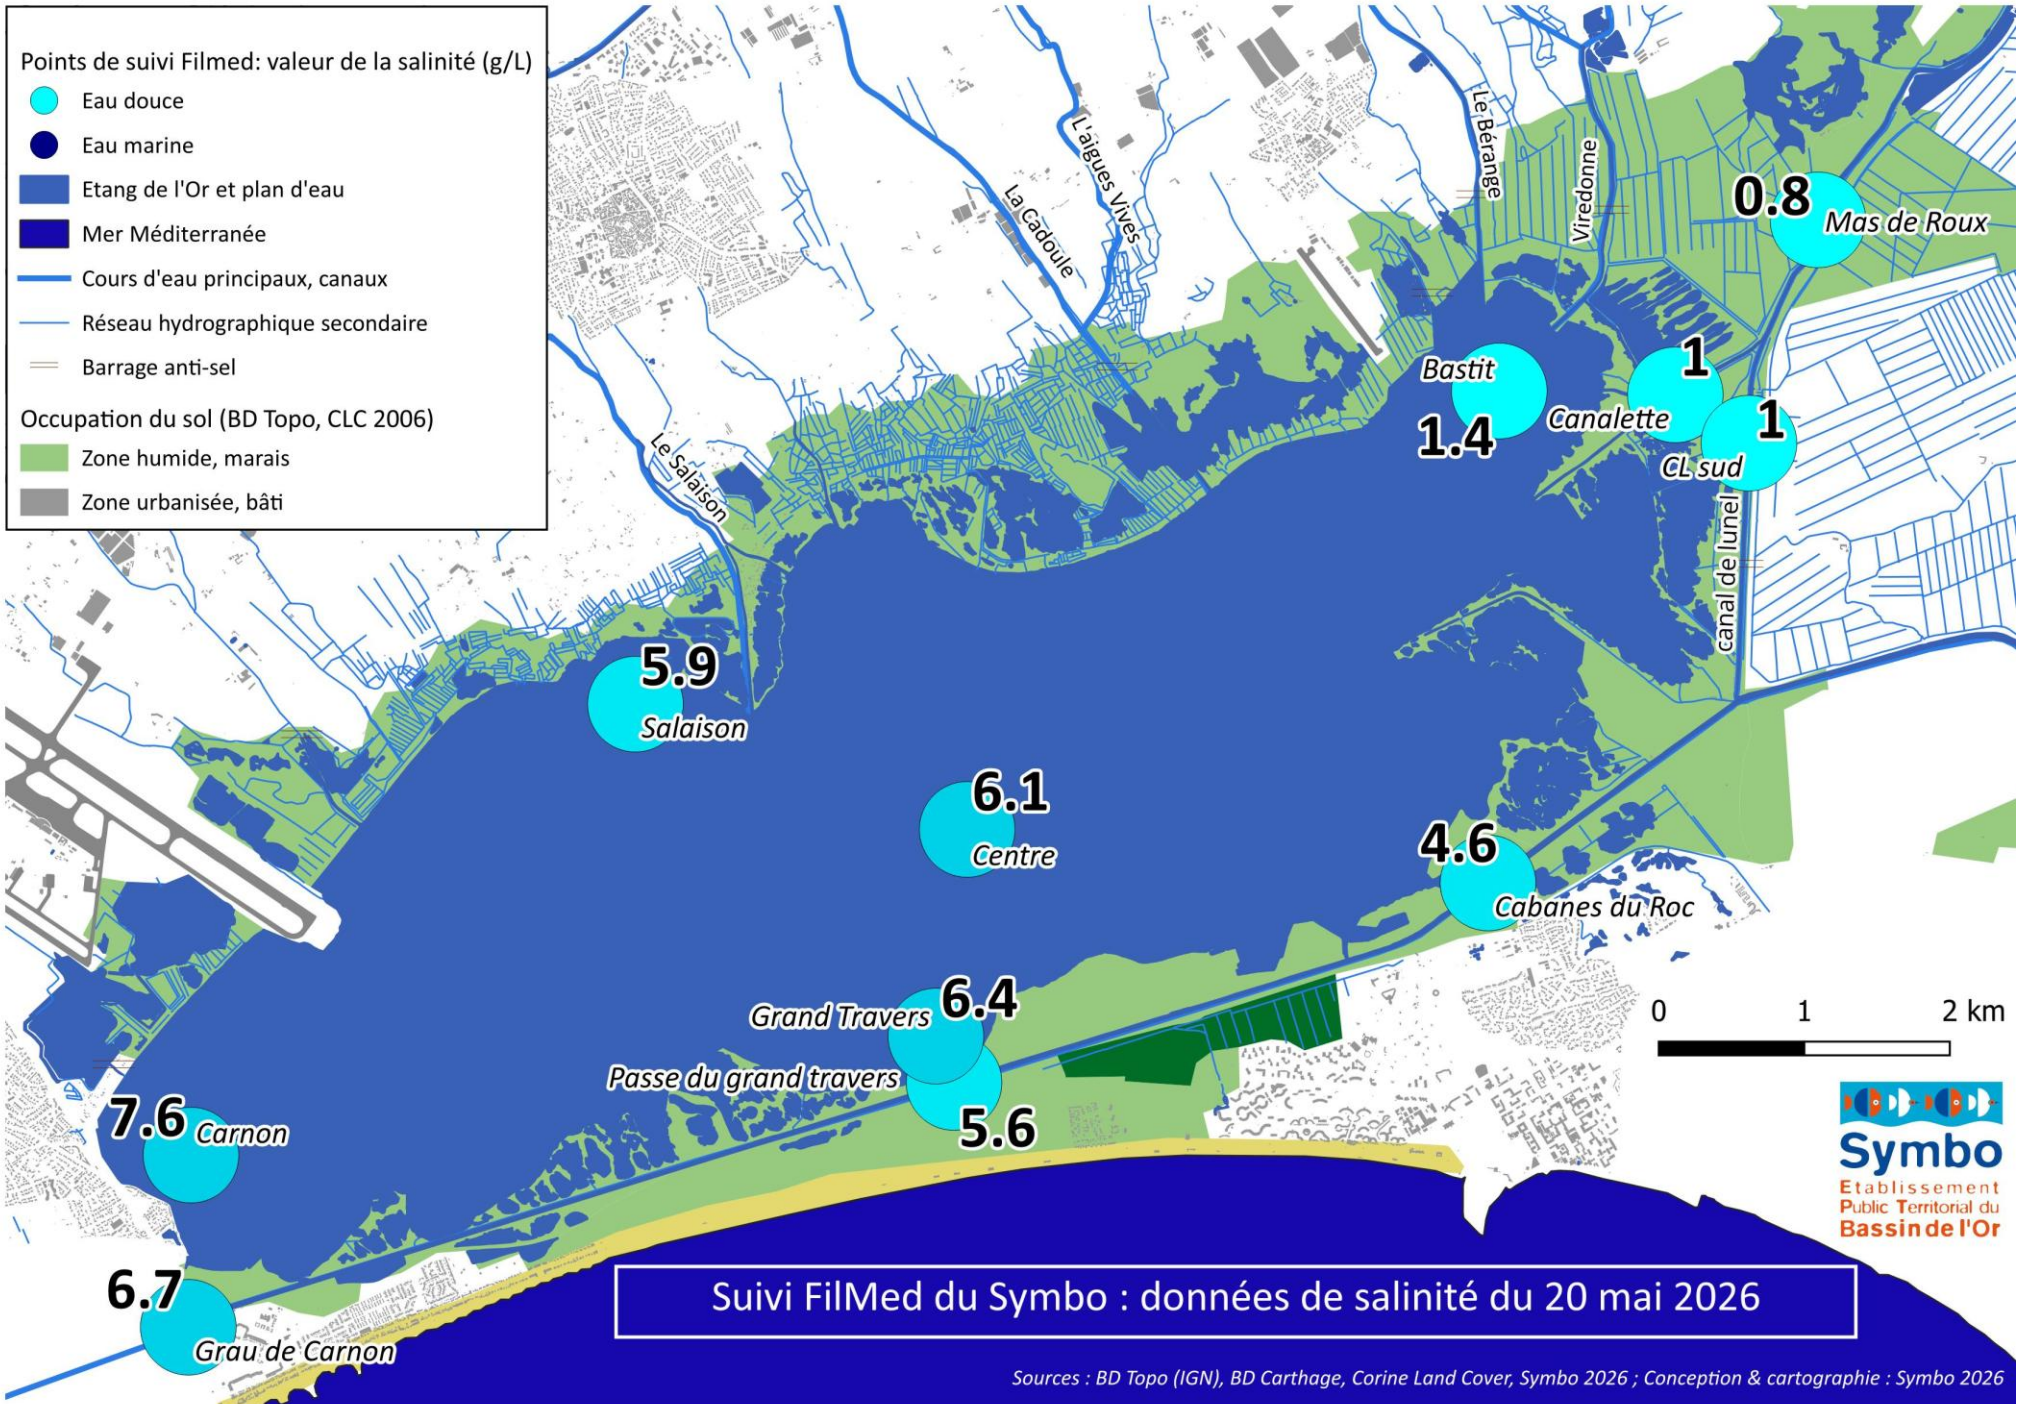 Points de suivi Filmed: valeur de la salinité (g/L)
Eau douce
Eau marine
Etang de l'Or et plan d'eau
Mer Méditerranée
Cours d'eau principaux, canaux
Réseau hydrographique secondaire
Barrage anti-sel
Occupation du sol (BD Topo, CLC 2006)
Zone humide, marais
Zone urbanisée, bâti
Le Bérange
L'aigues Vives
Viredonne
La Cadoule
0.8
Mas de Roux
Bastit
1.4
1
Canalette
1
CL sud
Le Salaison
canal de lunel
5.9
Salaison
6.1
Centre
4.6
Cabanes du Roc
6.4
Grand Travers
Passe du grand travers
5.6
0 1 2 km
7.6
Carnon
Symbo
Etablissement
Public Territorial du
Bassin de l'Or
6.7
Grau de Carnon
Suivi FilMed du Symbo : données de salinité du 20 mai 2026
Sources : BD Topo (IGN), BD Carthage, Corine Land Cover, Symbo 2026 ; Conception & cartographie : Symbo 2026